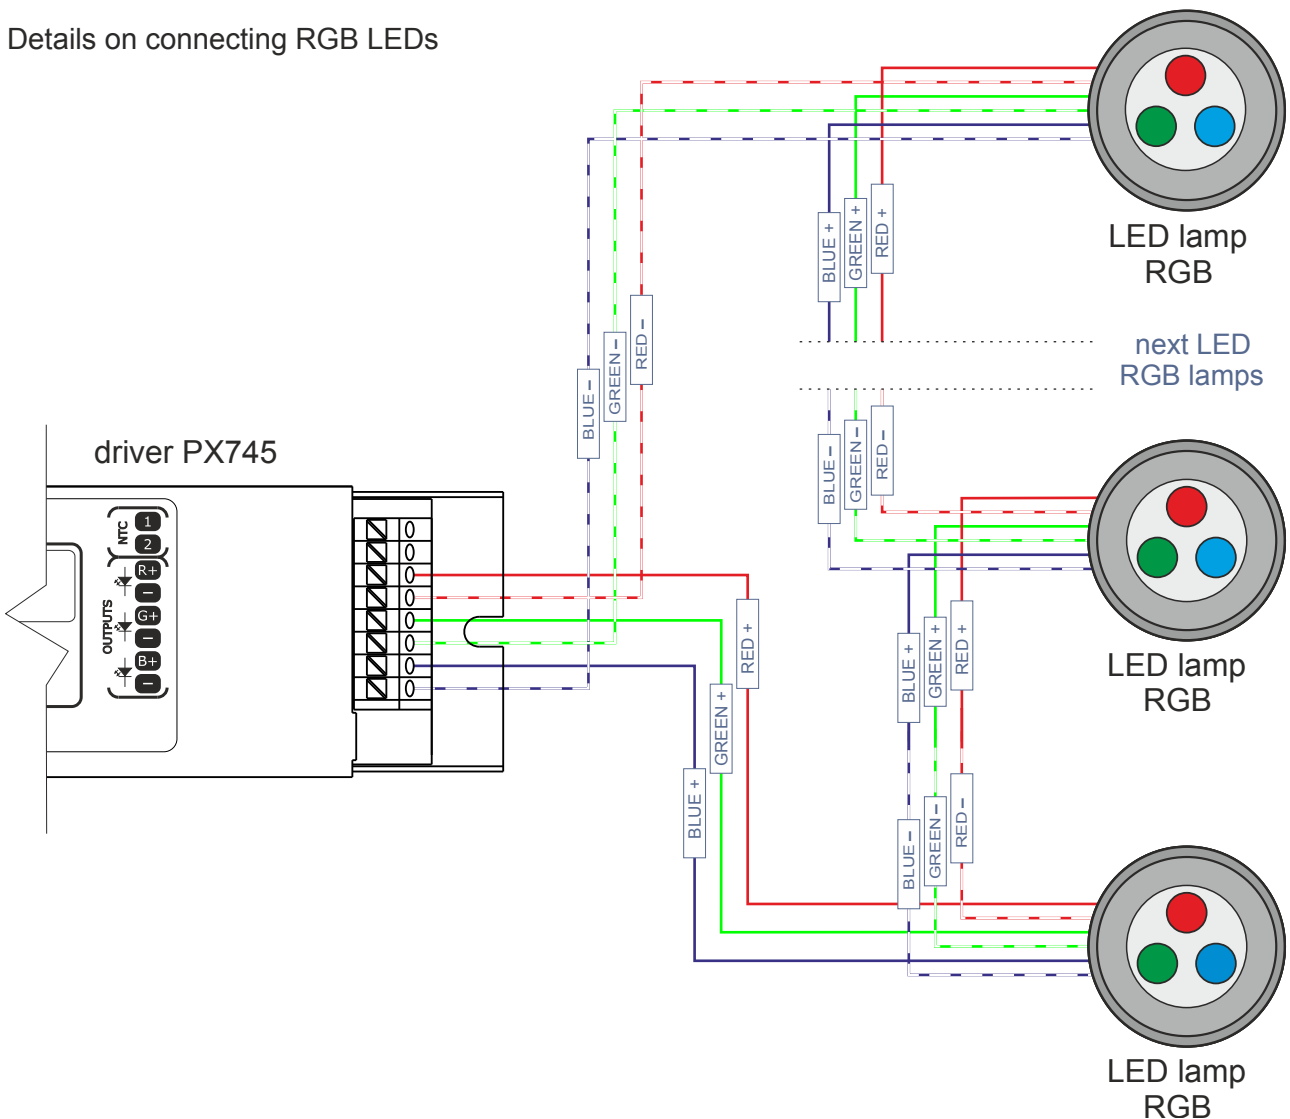 Details on connecting RGB LEDs
LED lamp
RGB
BLUE +
GREEN +
RED +
BLUE –
GREEN –
RED –
next LED
RGB lamps
driver PX745
NTC
1
2
OUTPUTS
R+
–
G+
–
B+
–
BLUE –
GREEN –
RED –
LED lamp
RGB
RED +
GREEN +
BLUE +
BLUE +
GREEN +
RED +
BLUE –
GREEN –
RED –
LED lamp
RGB